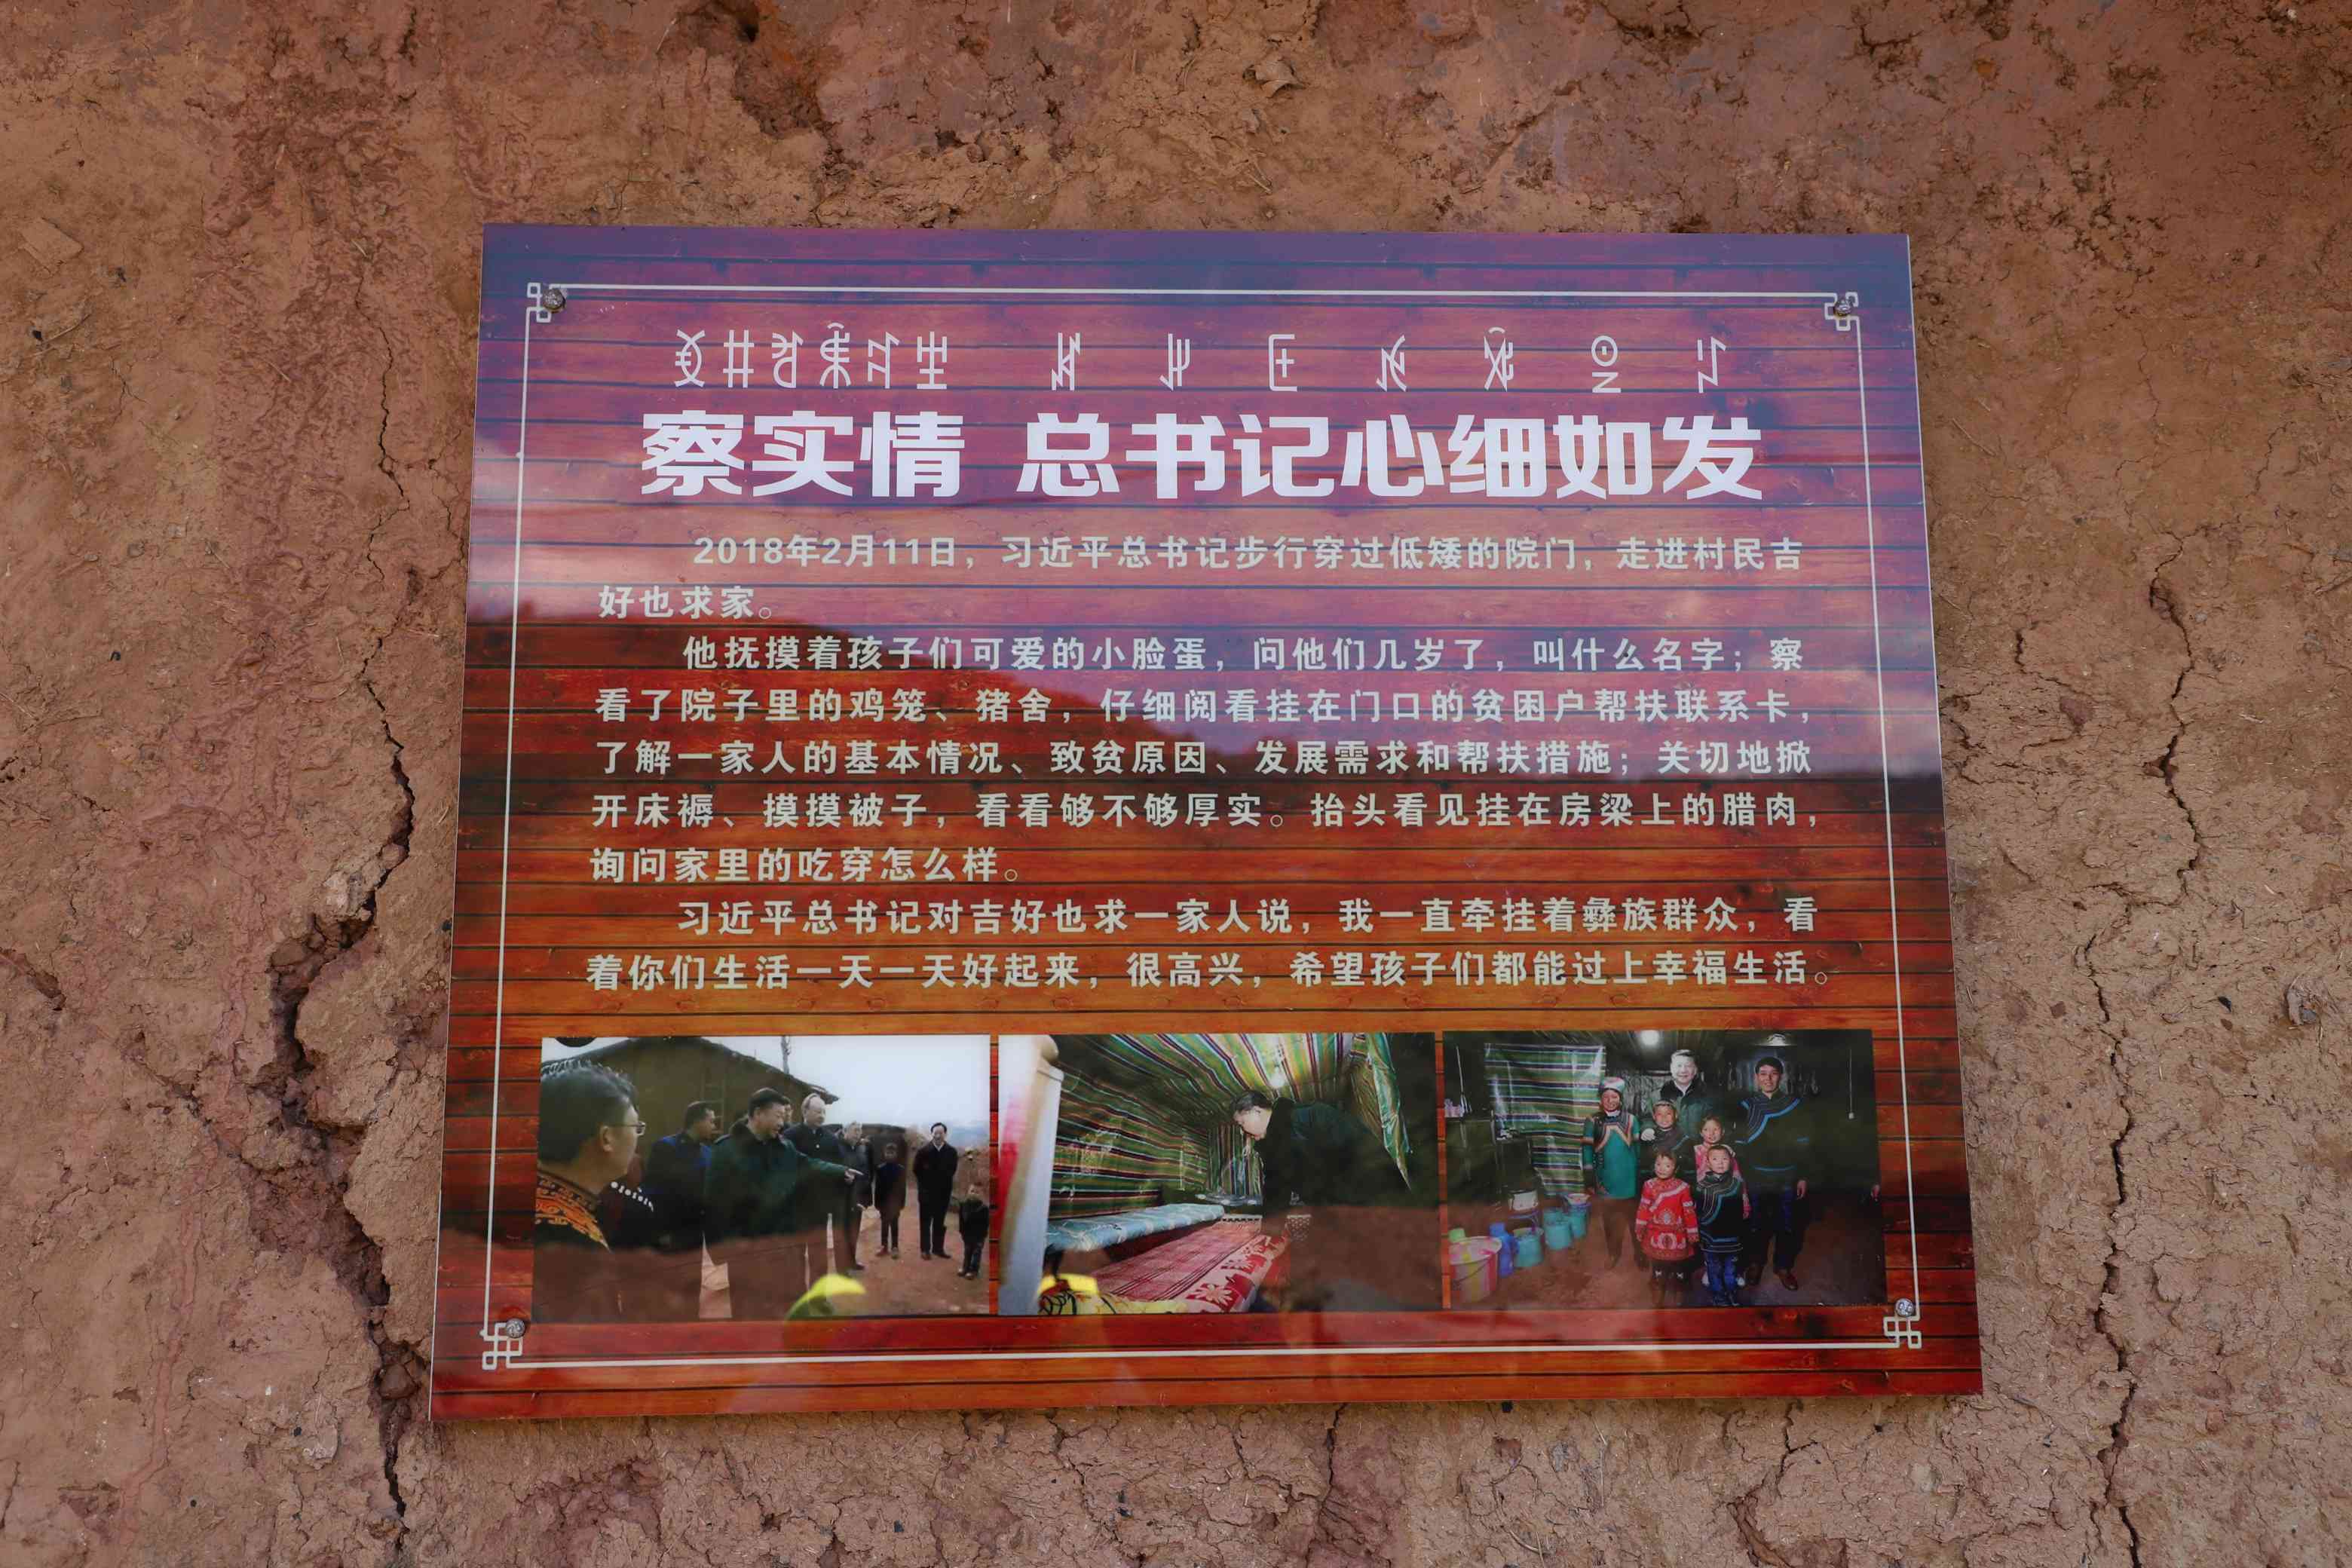 察实情 总书记心细如发
2018年2月11日，习近平总书记步行穿过低矮的院门，走进村民吉
好也求家。
他抚摸着孩子们可爱的小脸蛋，问他们几岁了，叫什么名字；察
看了院子里的鸡笼、猪舍，仔细阅看挂在门口的贫困户帮扶联系卡，
了解一家人的基本情况、致贫原因、发展需求和帮扶措施；关切地掀
开床褥、摸摸被子，看看够不够厚实。抬头看见挂在房梁上的腊肉，
询问家里的吃穿怎么样。
习近平总书记对吉好也求一家人说，我一直牵挂着彝族群众，看
着你们生活一天一天好起来，很高兴，希望孩子们都能过上幸福生活。